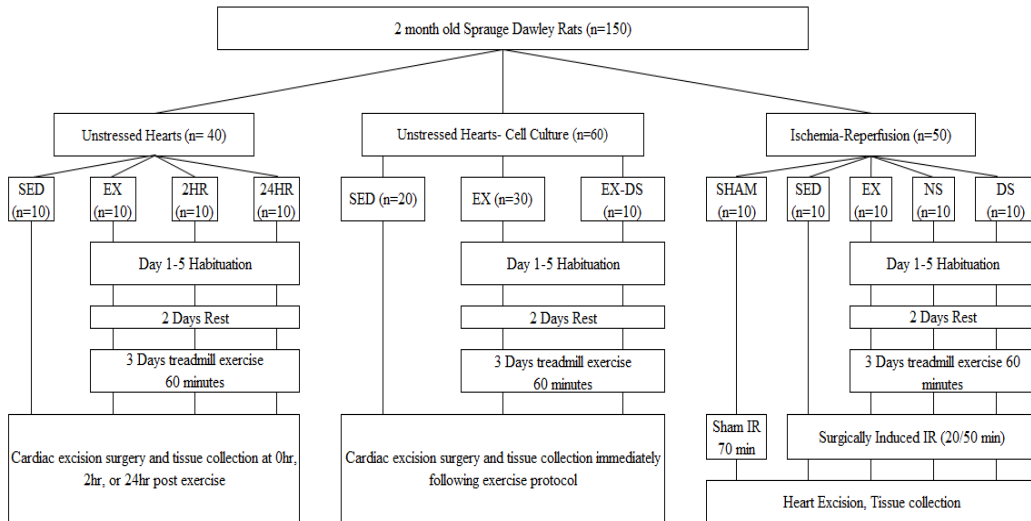 2 month old Sprauge Dawley Rats (n=150)
Unstressed Hearts (n= 40)
Unstressed Hearts- Cell Culture (n=60)
Ischemia-Reperfusion (n=50)
SED
(n=10)
EX
(n=10)
2HR
(n=10)
24HR
(n=10)
SED (n=20)
EX (n=30)
EX-DS
(n=10)
SHAM
(n=10)
SED
(n=10)
EX
(n=10
NS
(n=10
DS
(n=10)
Day 1-5 Habituation
Day 1-5 Habituation
Day 1-5 Habituation
2 Days Rest
2 Days Rest
2 Days Rest
3 Days treadmill exercise
60 minutes
3 Days treadmill exercise
60 minutes
3 Days treadmill exercise 60
minutes
Cardiac excision surgery and tissue collection at 0hr,
2hr, or 24hr post exercise
Cardiac excision surgery and tissue collection immediately
following exercise protocol
Sham IR
70 min
Surgically Induced IR (20/50 min)
Heart Excision, Tissue collection